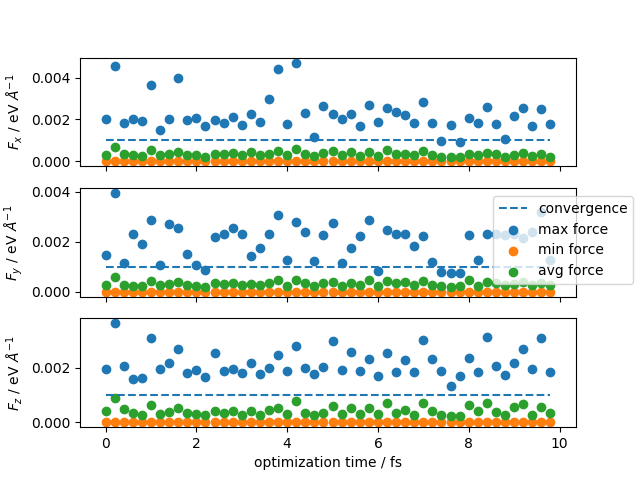 0.004
0.002
0.000
F_x / eV Å⁻¹
0.004
0.002
0.000
F_y / eV Å⁻¹
convergence
max force
min force
avg force
0.002
0.000
F_z / eV Å⁻¹
0 2 4 6 8 10
optimization time / fs